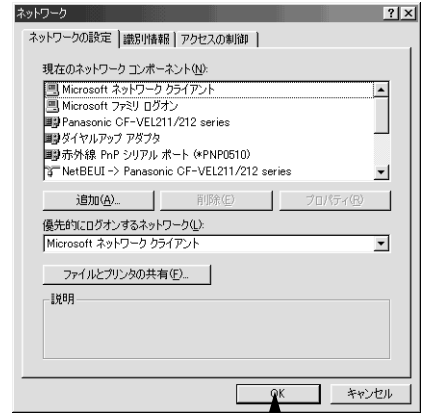 ネットワーク
ネットワークの設定 識別情報 アクセスの制御
現在のネットワーク コンポーネント(N):
Microsoft ネットワーク クライアント
Microsoft ファミリ ログオン
Panasonic CF-VEL211/212 series
ダイヤルアップ アダプタ
赤外線 PnP シリアル ポート (*PNP0510)
NetBEUI -> Panasonic CF-VEL211/212 series
追加(A)... 削除(E) プロパティ(R)
優先的にログオンするネットワーク(L):
Microsoft ネットワーク クライアント
ファイルとプリンタの共有(F)...
説明
OK キャンセル